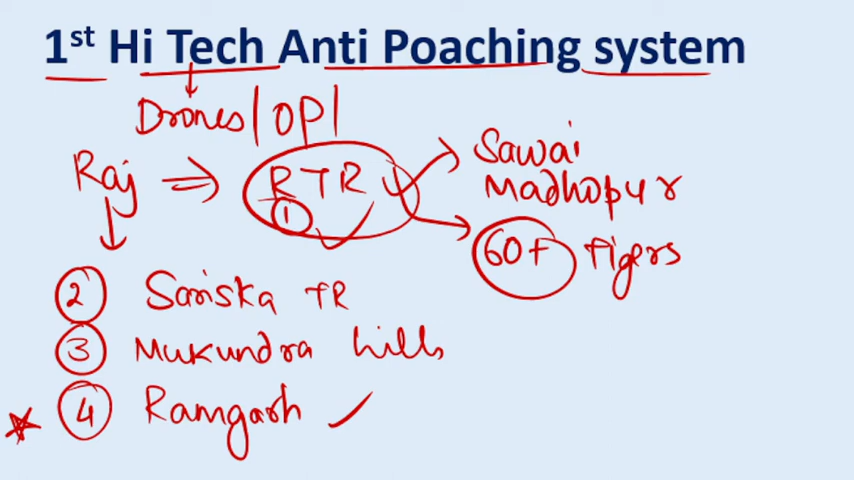 1st Hi Tech Anti Poaching system
Drones | OP |
Raj ⇒ RTR
1
Sawai
Madhopur
60+ Tigers
2 Sariska TR
3 Mukundra hills
4 Ramgarh